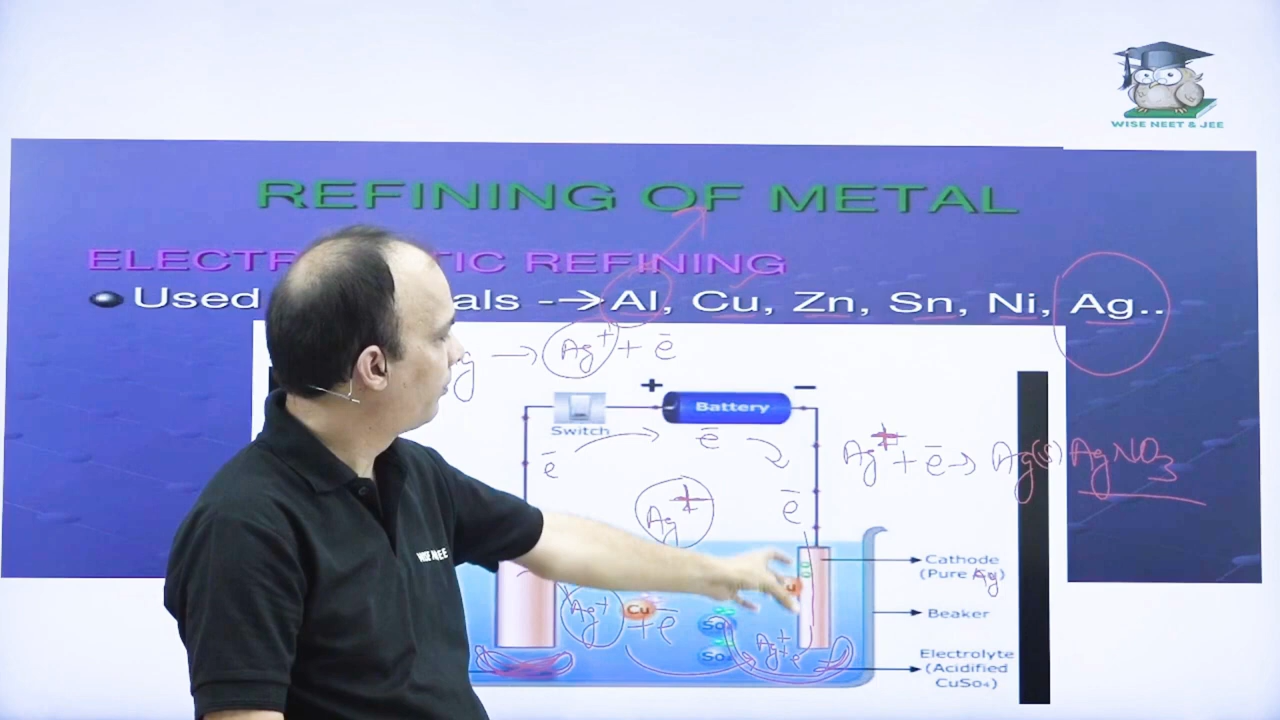 WISE NEET & JEE
REFINING OF METAL
ELECTR TIC REFINING
Used als --→ Al, Cu, Zn, Sn, Ni, Ag..
→ Ag⁺ + e⁻
+ Battery −
Switch
e⁻
e⁻
e⁻
Ag⁺ + e⁻ → Ag(s) AgNO₃
Ag⁺
Cathode
(Pure Ag)
WISE
Ag⁺ + e⁻
Cu
So₄
Beaker
Ag⁺ e⁻
Electrolyte
(Acidified
CuSo₄)